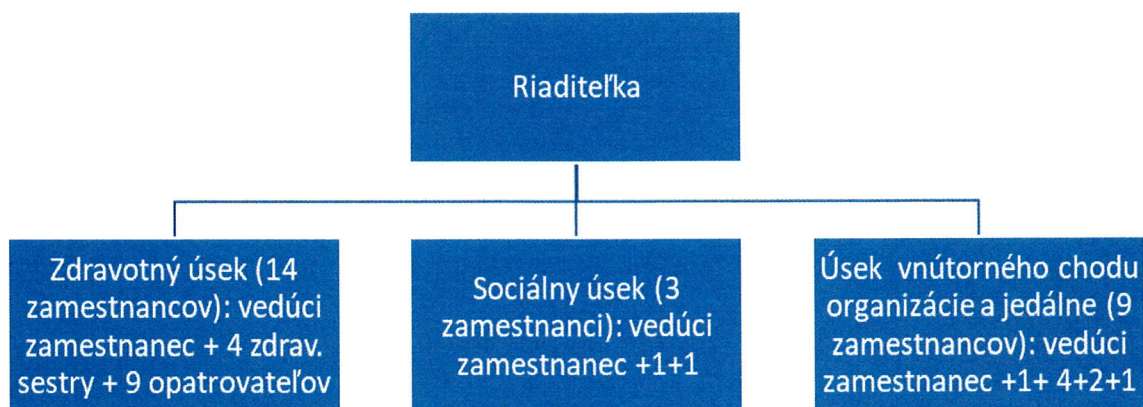 Riaditeľka
Zdravotný úsek (14
zamestnancov): vedúci
zamestnanec + 4 zdrav.
sestry + 9 opatrovateľov
Sociálny úsek (3
zamestnanci): vedúci
zamestnanec +1+1
Úsek vnútorného chodu
organizácie a jedálne (9
zamestnancov): vedúci
zamestnanec +1+ 4+2+1